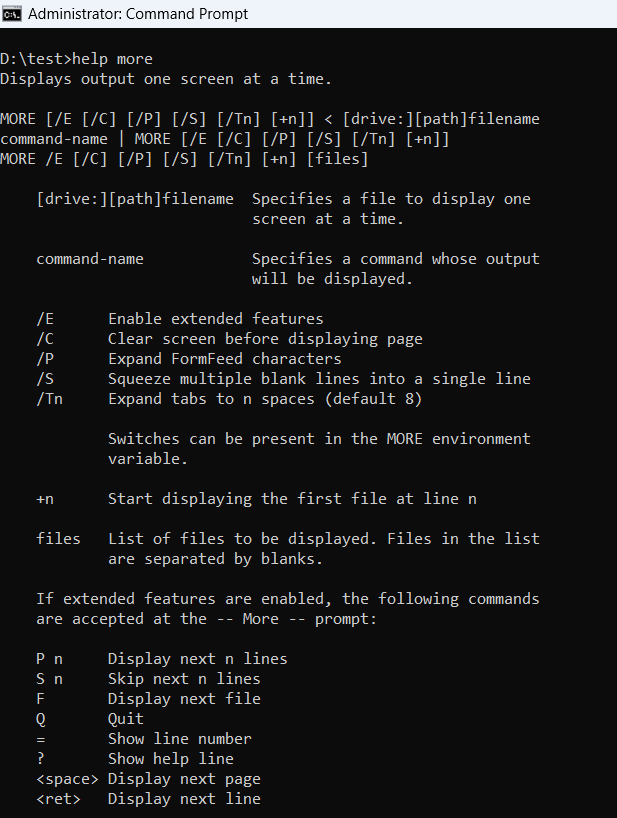 Administrator: Command Prompt
D:\test>help more
Displays output one screen at a time.
MORE [/E [/C] [/P] [/S] [/Tn] [+n]] < [drive:][path]filename
command-name | MORE [/E [/C] [/P] [/S] [/Tn] [+n]]
MORE /E [/C] [/P] [/S] [/Tn] [+n] [files]
[drive:][path]filename  Specifies a file to display one
screen at a time.
command-name            Specifies a command whose output
will be displayed.
/E      Enable extended features
/C      Clear screen before displaying page
/P      Expand FormFeed characters
/S      Squeeze multiple blank lines into a single line
/Tn     Expand tabs to n spaces (default 8)
Switches can be present in the MORE environment
variable.
+n      Start displaying the first file at line n
files   List of files to be displayed. Files in the list
are separated by blanks.
If extended features are enabled, the following commands
are accepted at the -- More -- prompt:
P n     Display next n lines
S n     Skip next n lines
F       Display next file
Q       Quit
=       Show line number
?       Show help line
<space> Display next page
<ret>   Display next line